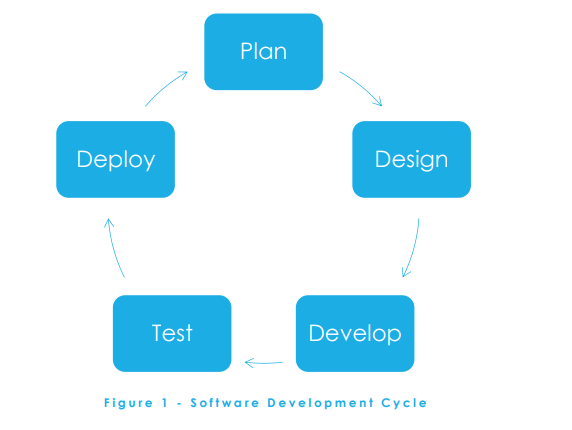 Plan
Design
Develop
Test
Deploy
Figure 1 - Software Development Cycle